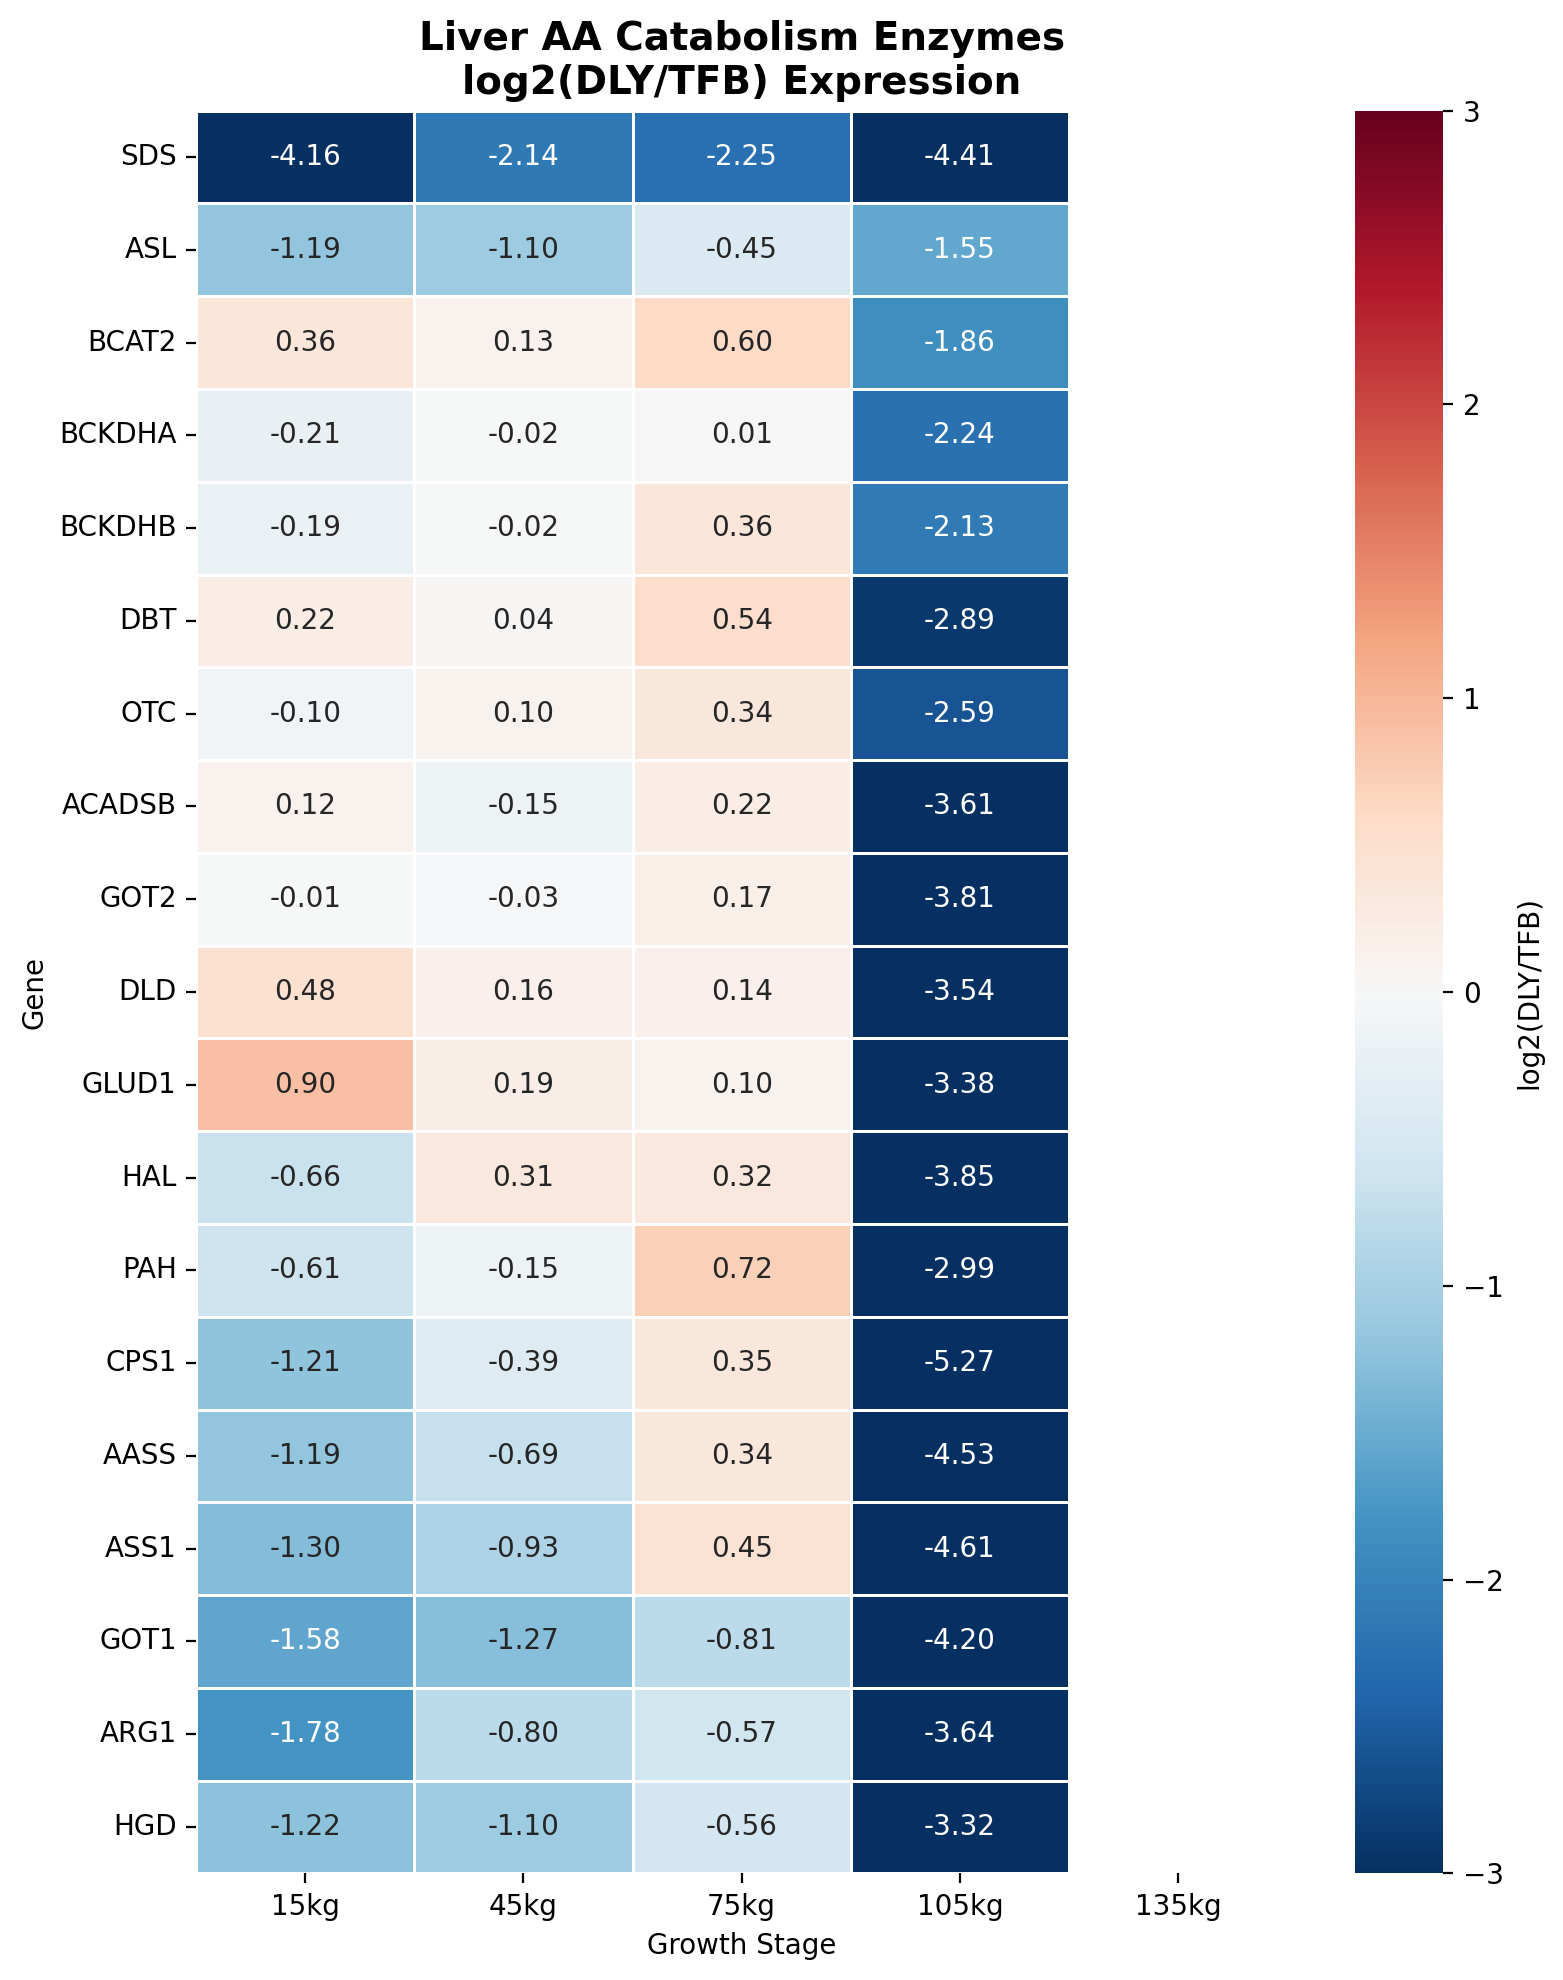 Liver AA Catabolism Enzymes
log2(DLY/TFB) Expression
SDS -4.16 -2.14 -2.25 -4.41
ASL -1.19 -1.10 -0.45 -1.55
BCAT2 0.36 0.13 0.60 -1.86
BCKDHA -0.21 -0.02 0.01 -2.24
BCKDHB -0.19 -0.02 0.36 -2.13
DBT 0.22 0.04 0.54 -2.89
OTC -0.10 0.10 0.34 -2.59
ACADSB 0.12 -0.15 0.22 -3.61
GOT2 -0.01 -0.03 0.17 -3.81
DLD 0.48 0.16 0.14 -3.54
GLUD1 0.90 0.19 0.10 -3.38
HAL -0.66 0.31 0.32 -3.85
PAH -0.61 -0.15 0.72 -2.99
CPS1 -1.21 -0.39 0.35 -5.27
AASS -1.19 -0.69 0.34 -4.53
ASS1 -1.30 -0.93 0.45 -4.61
GOT1 -1.58 -1.27 -0.81 -4.20
ARG1 -1.78 -0.80 -0.57 -3.64
HGD -1.22 -1.10 -0.56 -3.32
15kg 45kg 75kg 105kg 135kg
Growth Stage
Gene
3
2
1
0
−1
−2
−3
log2(DLY/TFB)